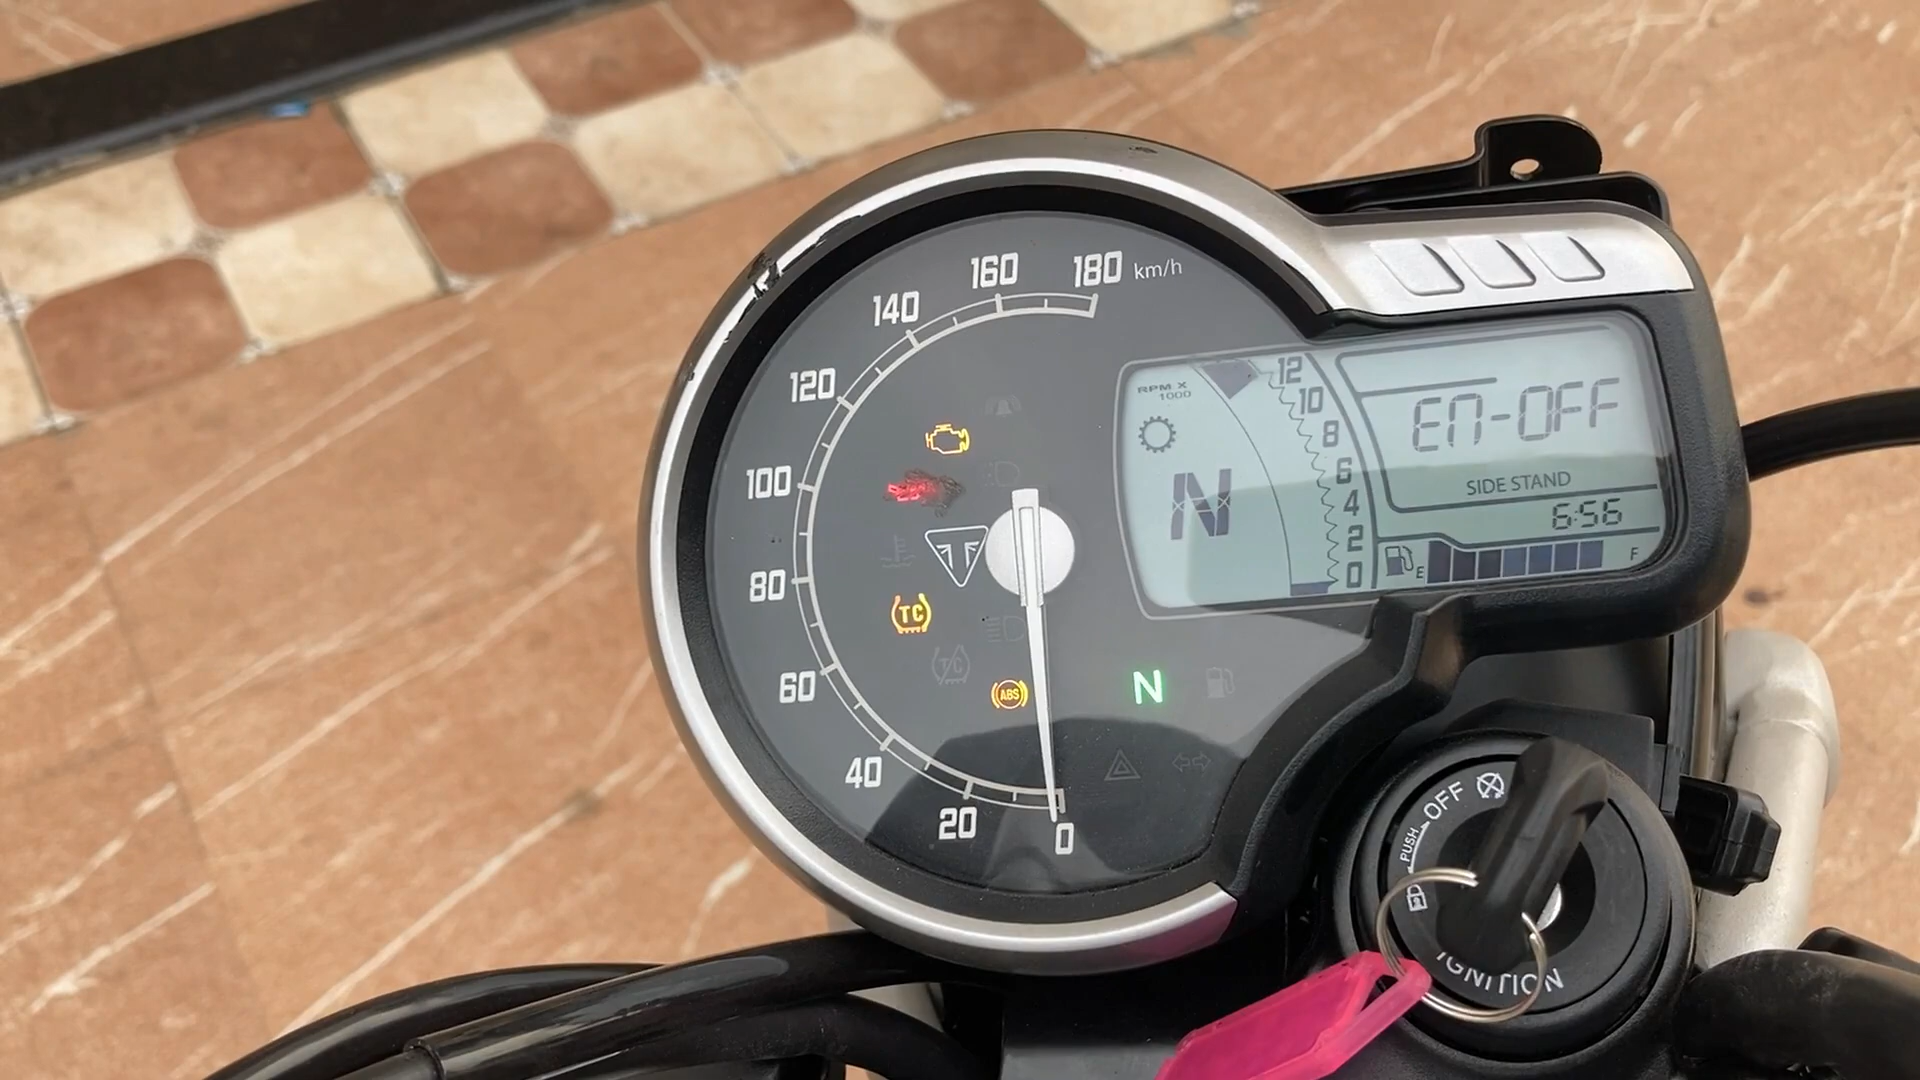 180 km/h
160
140
120
100
80
60
40
20
0
TC
ABS
N
RPM X
1000
N
12
10
8
6
4
2
0
EN-OFF
SIDE STAND
6:56
E
F
OFF
PUSH
IGNITION